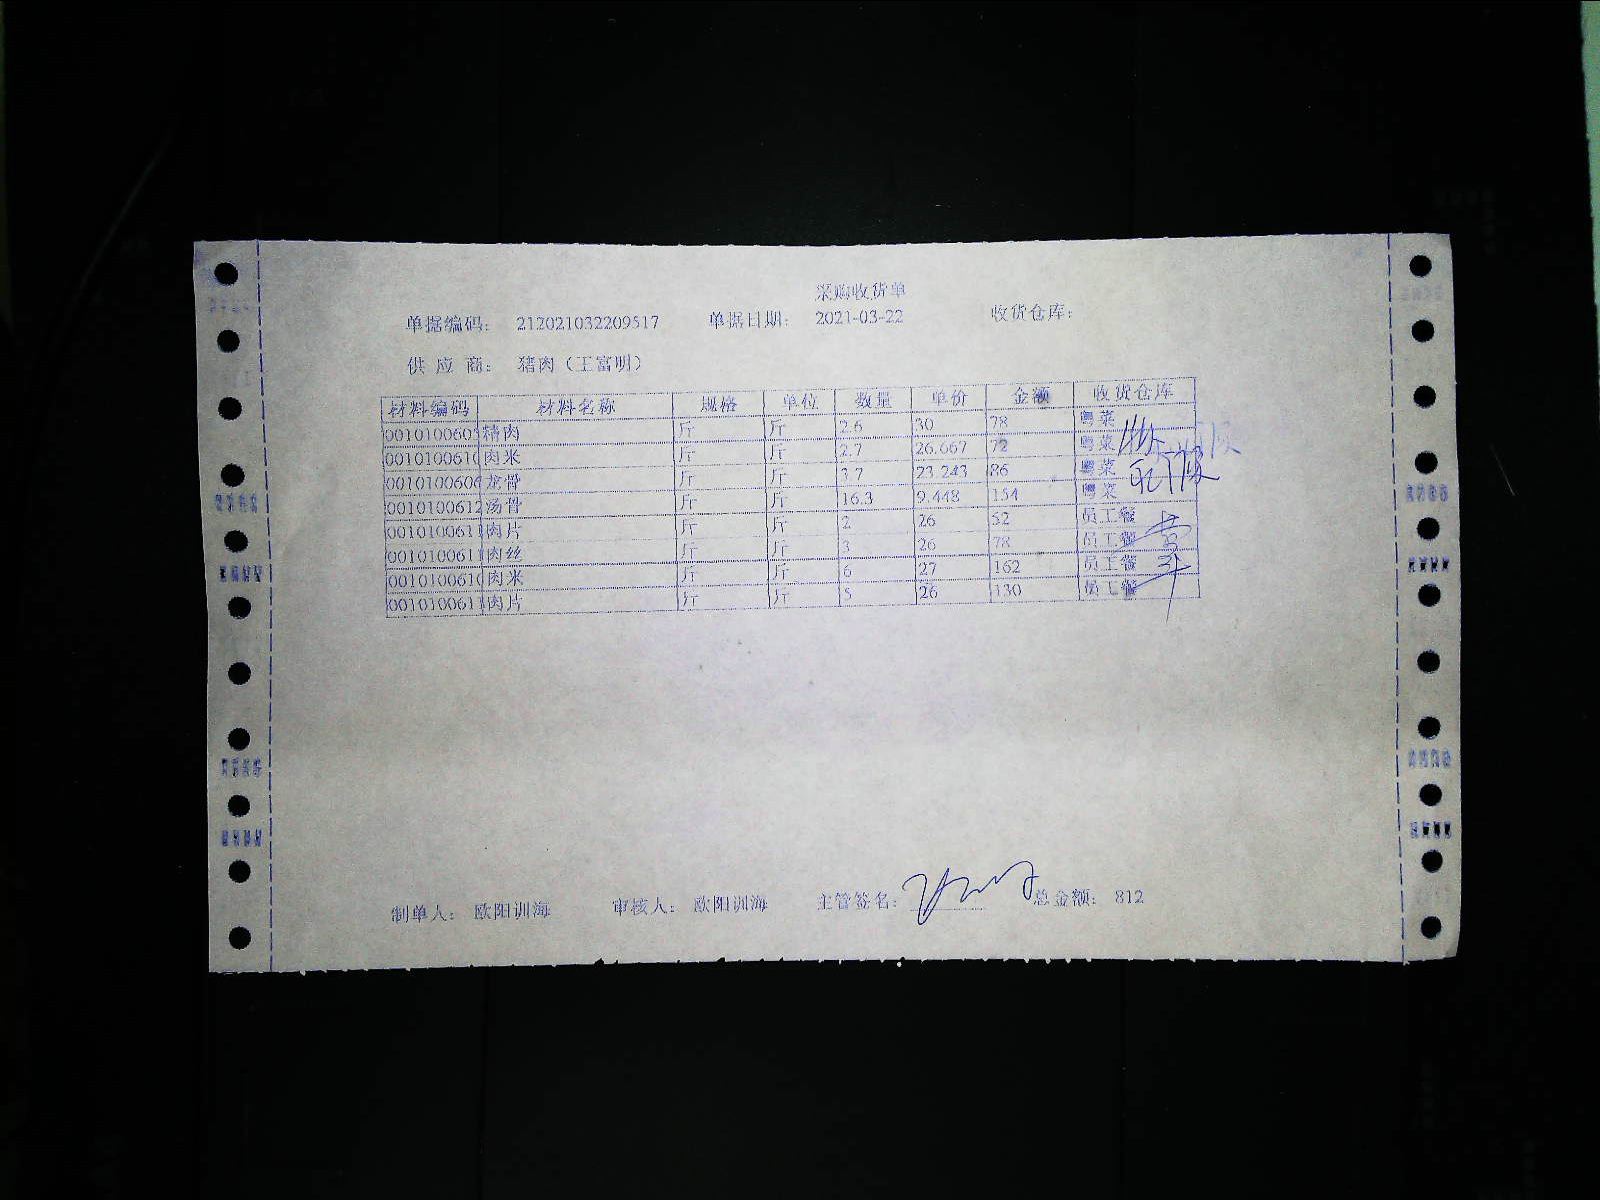 采购收货单
单据编码： 212021032209517 单据日期： 2021-03-22 收货仓库：
供 应 商： 猪肉（王富明）
材料编码 材料名称 规格 单位 数量 单价 金额 收货仓库
001010060 精肉 斤 斤 2.6 30 78 粤菜
001010061 肉米 斤 斤 2.7 26.667 72 粤菜
001010060 龙骨 斤 斤 3.7 23.243 86 粤菜
0010100612 汤骨 斤 斤 16.3 9.448 154 粤菜
001010061 肉片 斤 斤 2 26 52 员工餐
001010061 肉丝 斤 斤 3 26 78 员工餐
001010061 肉米 斤 斤 6 27 162 员工餐
001010061 肉片 斤 斤 5 26 130 员工餐
制单人： 欧阳训海 审核人： 欧阳训海 主管签名： 总金额： 812